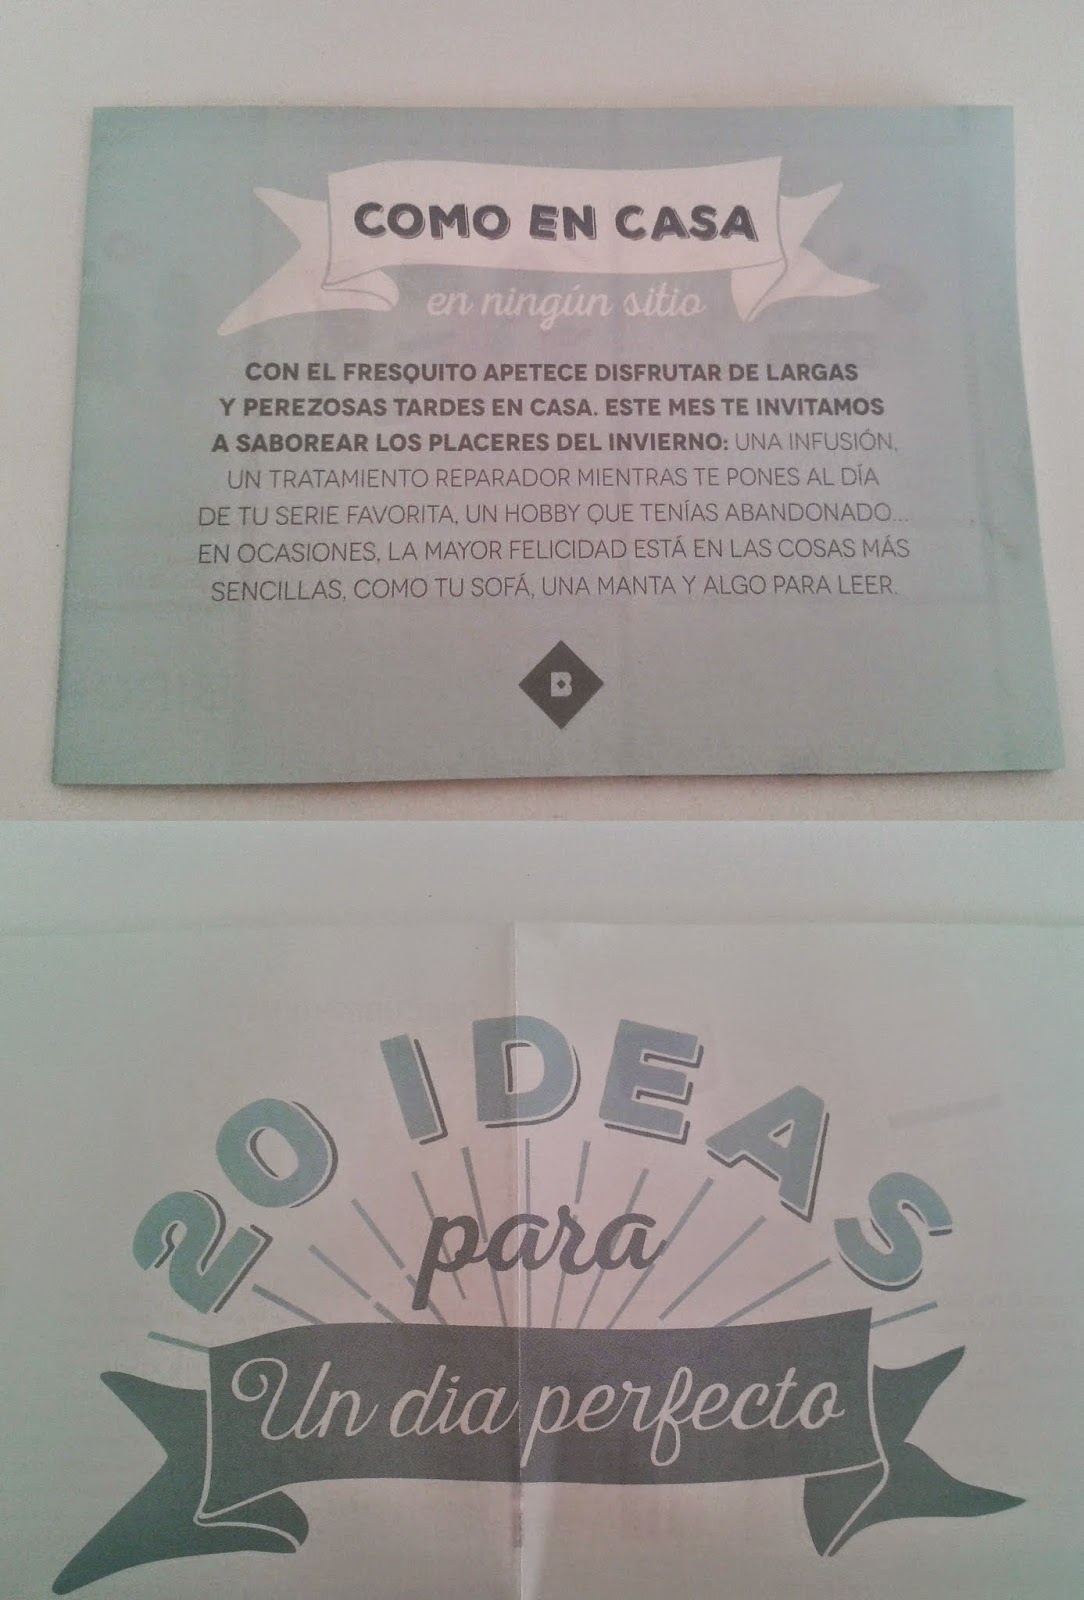 COMO EN CASA
en ningún sitio
CON EL FRESQUITO APETECE DISFRUTAR DE LARGAS
Y PEREZOSAS TARDES EN CASA. ESTE MES TE INVITAMOS
A SABOREAR LOS PLACERES DEL INVIERNO: UNA INFUSIÓN,
UN TRATAMIENTO REPARADOR MIENTRAS TE PONES AL DÍA
DE TU SERIE FAVORITA, UN HOBBY QUE TENÍAS ABANDONADO...
EN OCASIONES, LA MAYOR FELICIDAD ESTÁ EN LAS COSAS MÁS
SENCILLAS, COMO TU SOFÁ, UNA MANTA Y ALGO PARA LEER.
B
20 IDEAS
para
Un dia perfecto